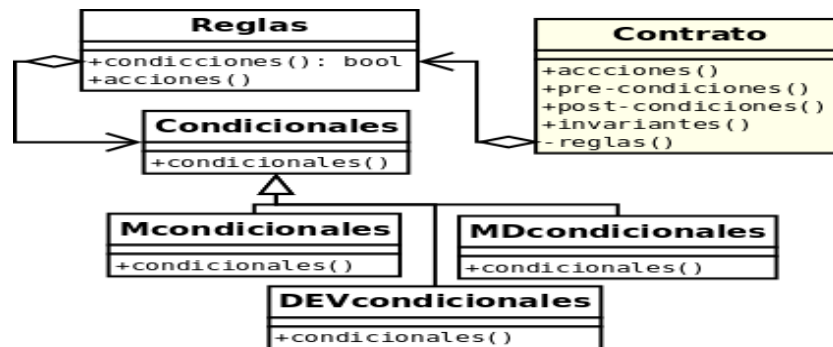 Reglas
+condicciones(): bool
+acciones()
Contrato
+accciones()
+pre-condiciones()
+post-condiciones()
+invariantes()
-reglas()
Condicionales
+condicionales()
Mcondicionales
+condicionales()
MDcondicionales
+condicionales()
DEVcondicionales
+condicionales()